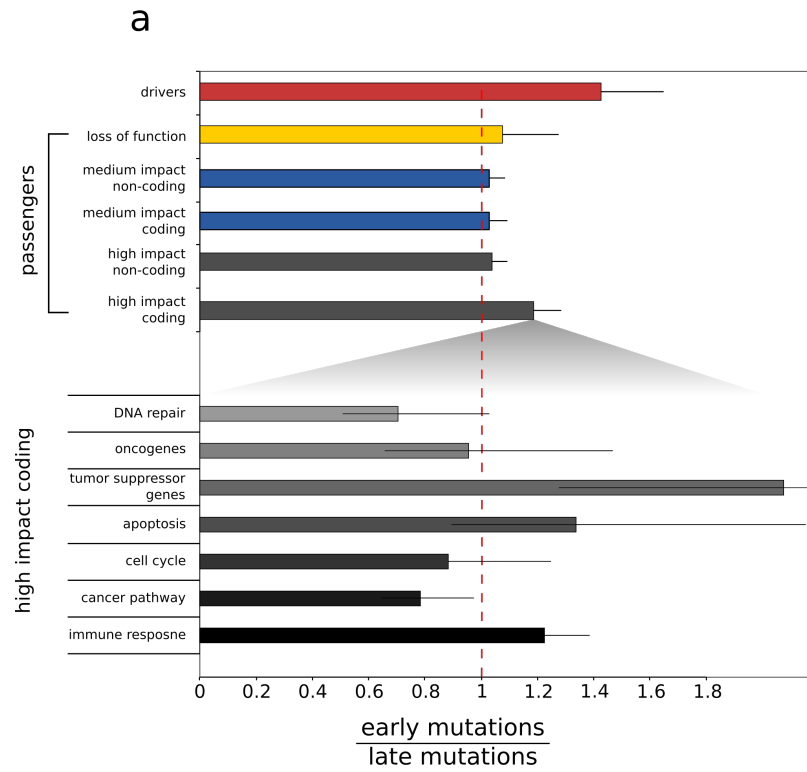 a
drivers
loss of function
medium impact
non-coding
medium impact
coding
high impact
non-coding
high impact
coding
passengers
DNA repair
oncogenes
tumor suppressor
genes
apoptosis
cell cycle
cancer pathway
immune resposne
high impact coding
0 0.2 0.4 0.6 0.8 1 1.2 1.4 1.6 1.8
early mutations
late mutations